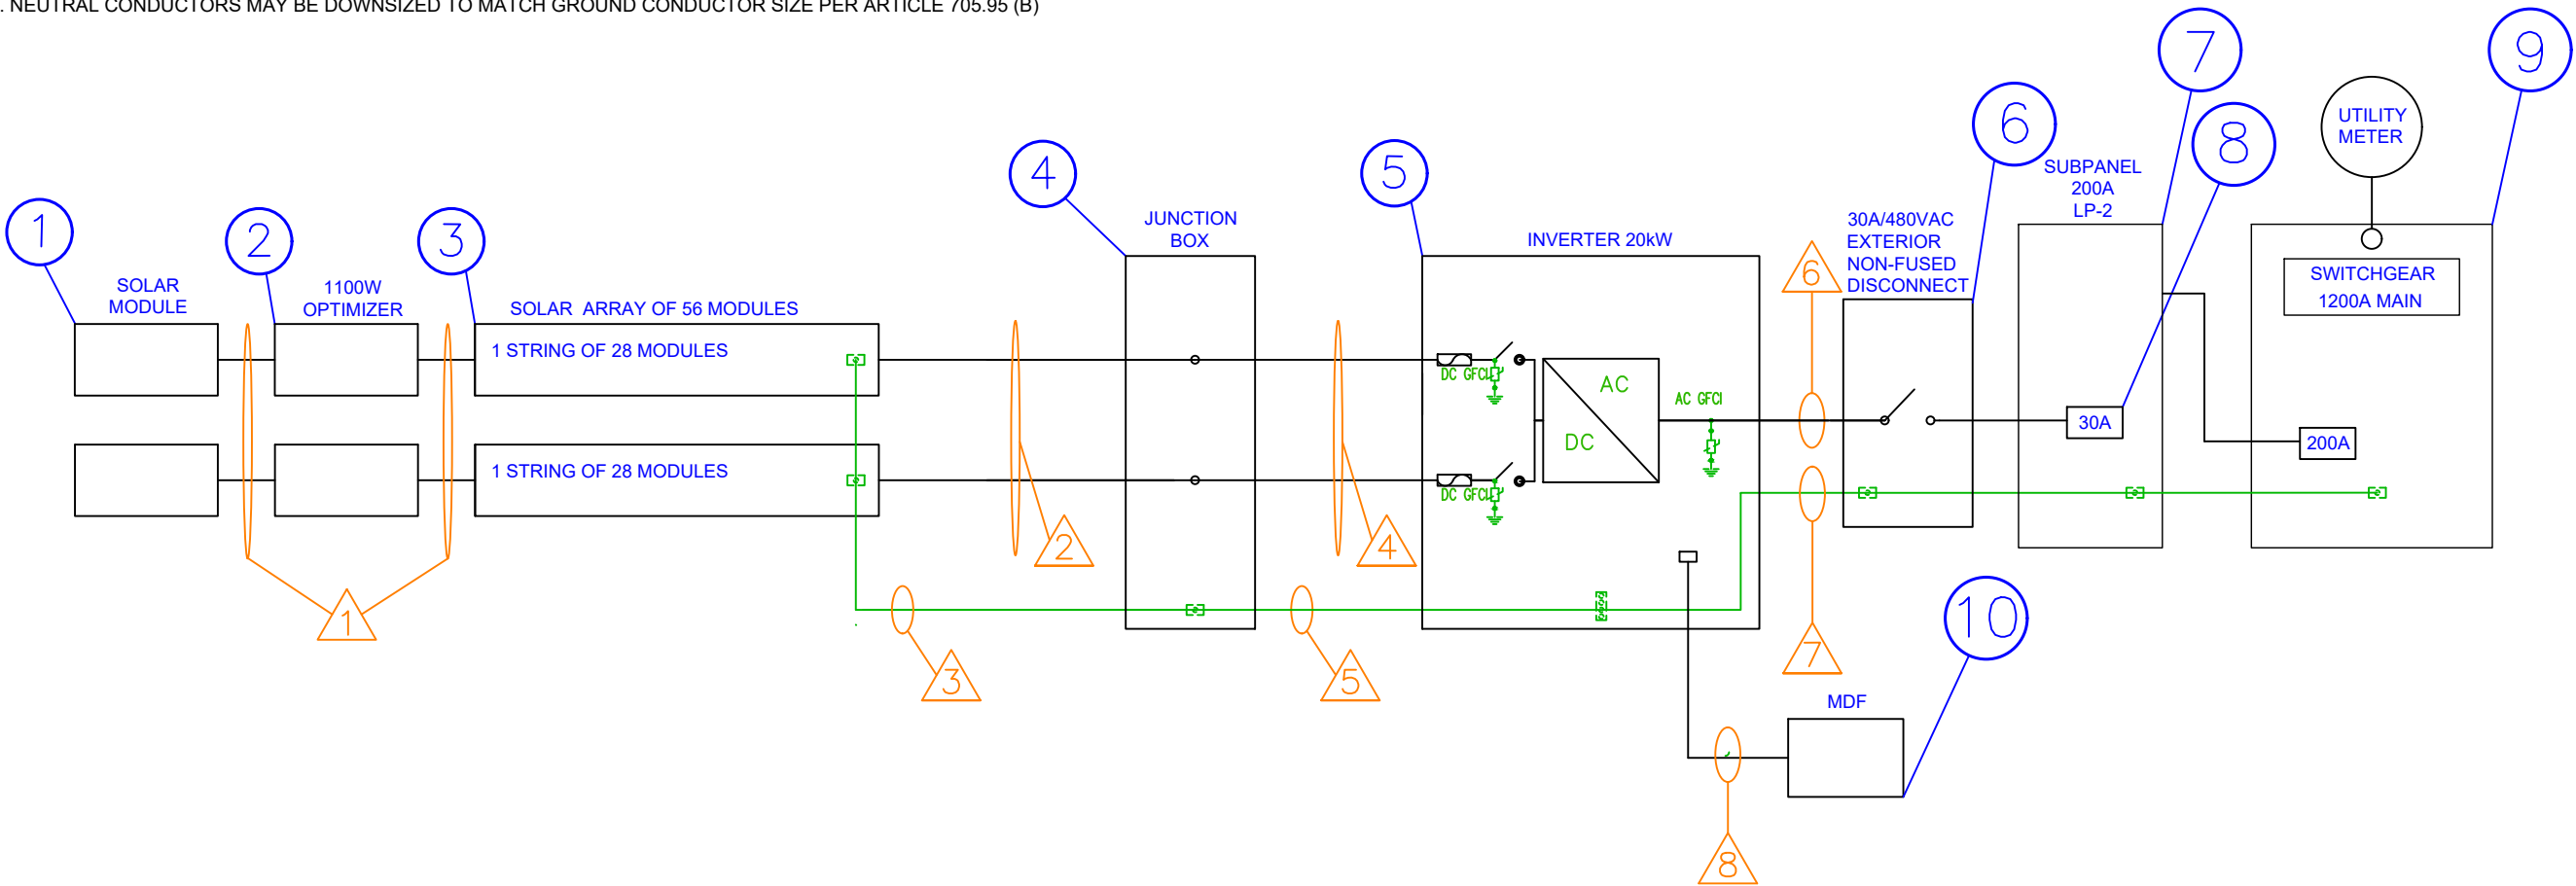 . NEUTRAL CONDUCTORS MAY BE DOWNSIZED TO MATCH GROUND CONDUCTOR SIZE PER ARTICLE 705.95 (B)
1
SOLAR
MODULE
2
1100W
OPTIMIZER
3
SOLAR ARRAY OF 56 MODULES
1 STRING OF 28 MODULES
1 STRING OF 28 MODULES
1
4
JUNCTION
BOX
2
3
5
INVERTER 20kW
4
5
DC GFCI
DC GFCI
AC
DC
AC GFCI
6
7
6
30A/480VAC
EXTERIOR
NON-FUSED
DISCONNECT
7
SUBPANEL
200A
LP-2
8
30A
9
UTILITY
METER
SWITCHGEAR
1200A MAIN
200A
10
MDF
8